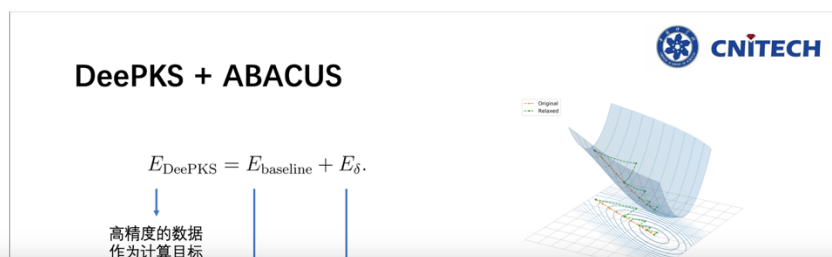 CNITECH
DeePKS + ABACUS
Original
Relaxed
E_DeePKS = E_baseline + E_δ.
高精度的数据
作为计算目标